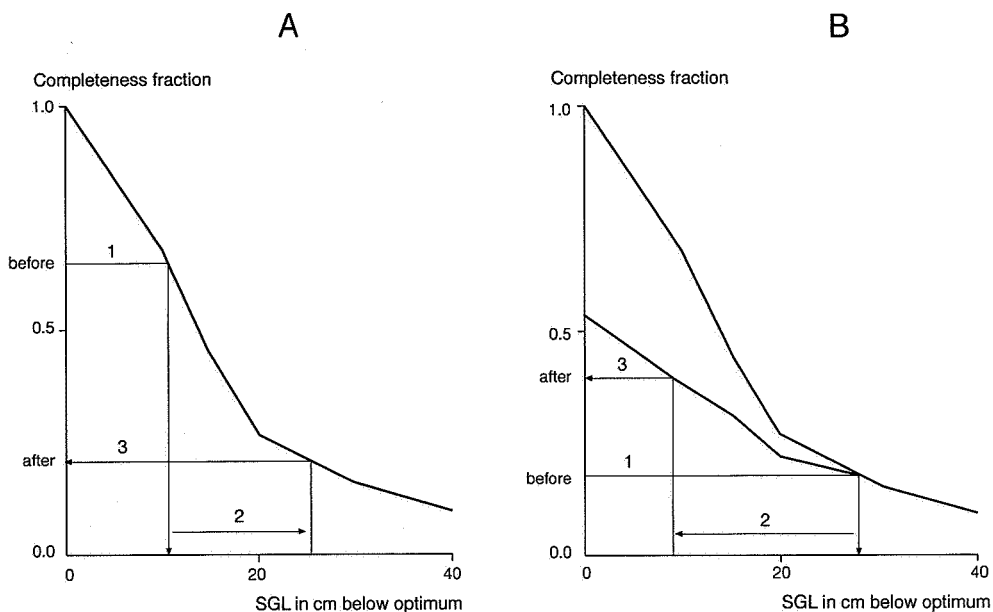 A
Completeness fraction
1.0
1
before
0.5
3
after
2
0.0
0
20
40
SGL in cm below optimum
B
Completeness fraction
1.0
0.5
3
after
1
before
2
0.0
0
20
40
SGL in cm below optimum